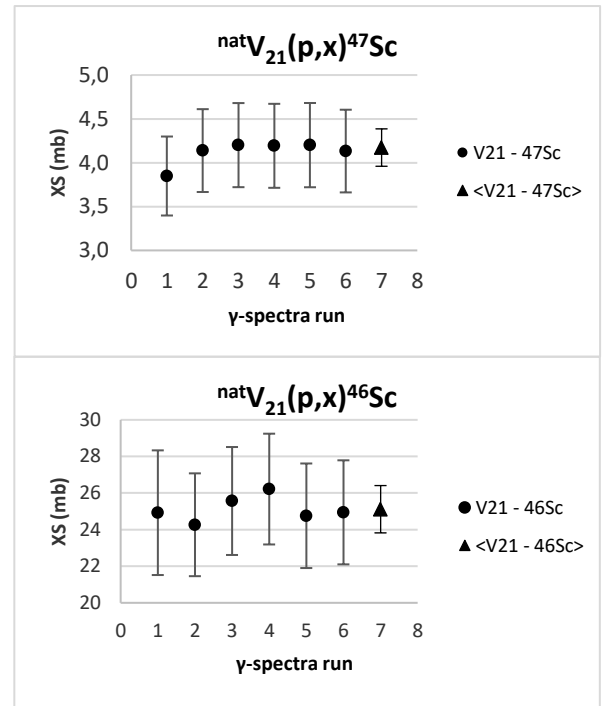 natV21(p,x)47Sc
5,0
4,5
4,0
3,5
3,0
XS (mb)
0 1 2 3 4 5 6 7 8
γ-spectra run
V21 - 47Sc
<V21 - 47Sc>
natV21(p,x)46Sc
30
28
26
24
22
20
XS (mb)
0 1 2 3 4 5 6 7 8
γ-spectra run
V21 - 46Sc
<V21 - 46Sc>